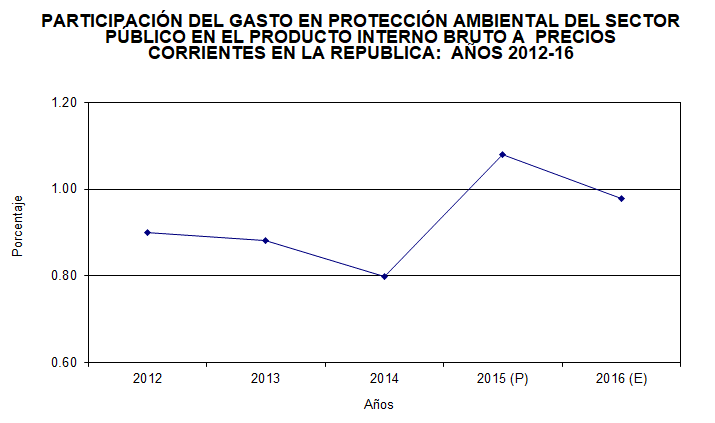 PARTICIPACIÓN DEL GASTO EN PROTECCIÓN AMBIENTAL DEL SECTOR
PÚBLICO EN EL PRODUCTO INTERNO BRUTO A  PRECIOS
CORRIENTES EN LA REPUBLICA:  AÑOS 2012-16
1.20
1.00
0.80
0.60
Porcentaje
2012 2013 2014 2015 (P) 2016 (E)
Años